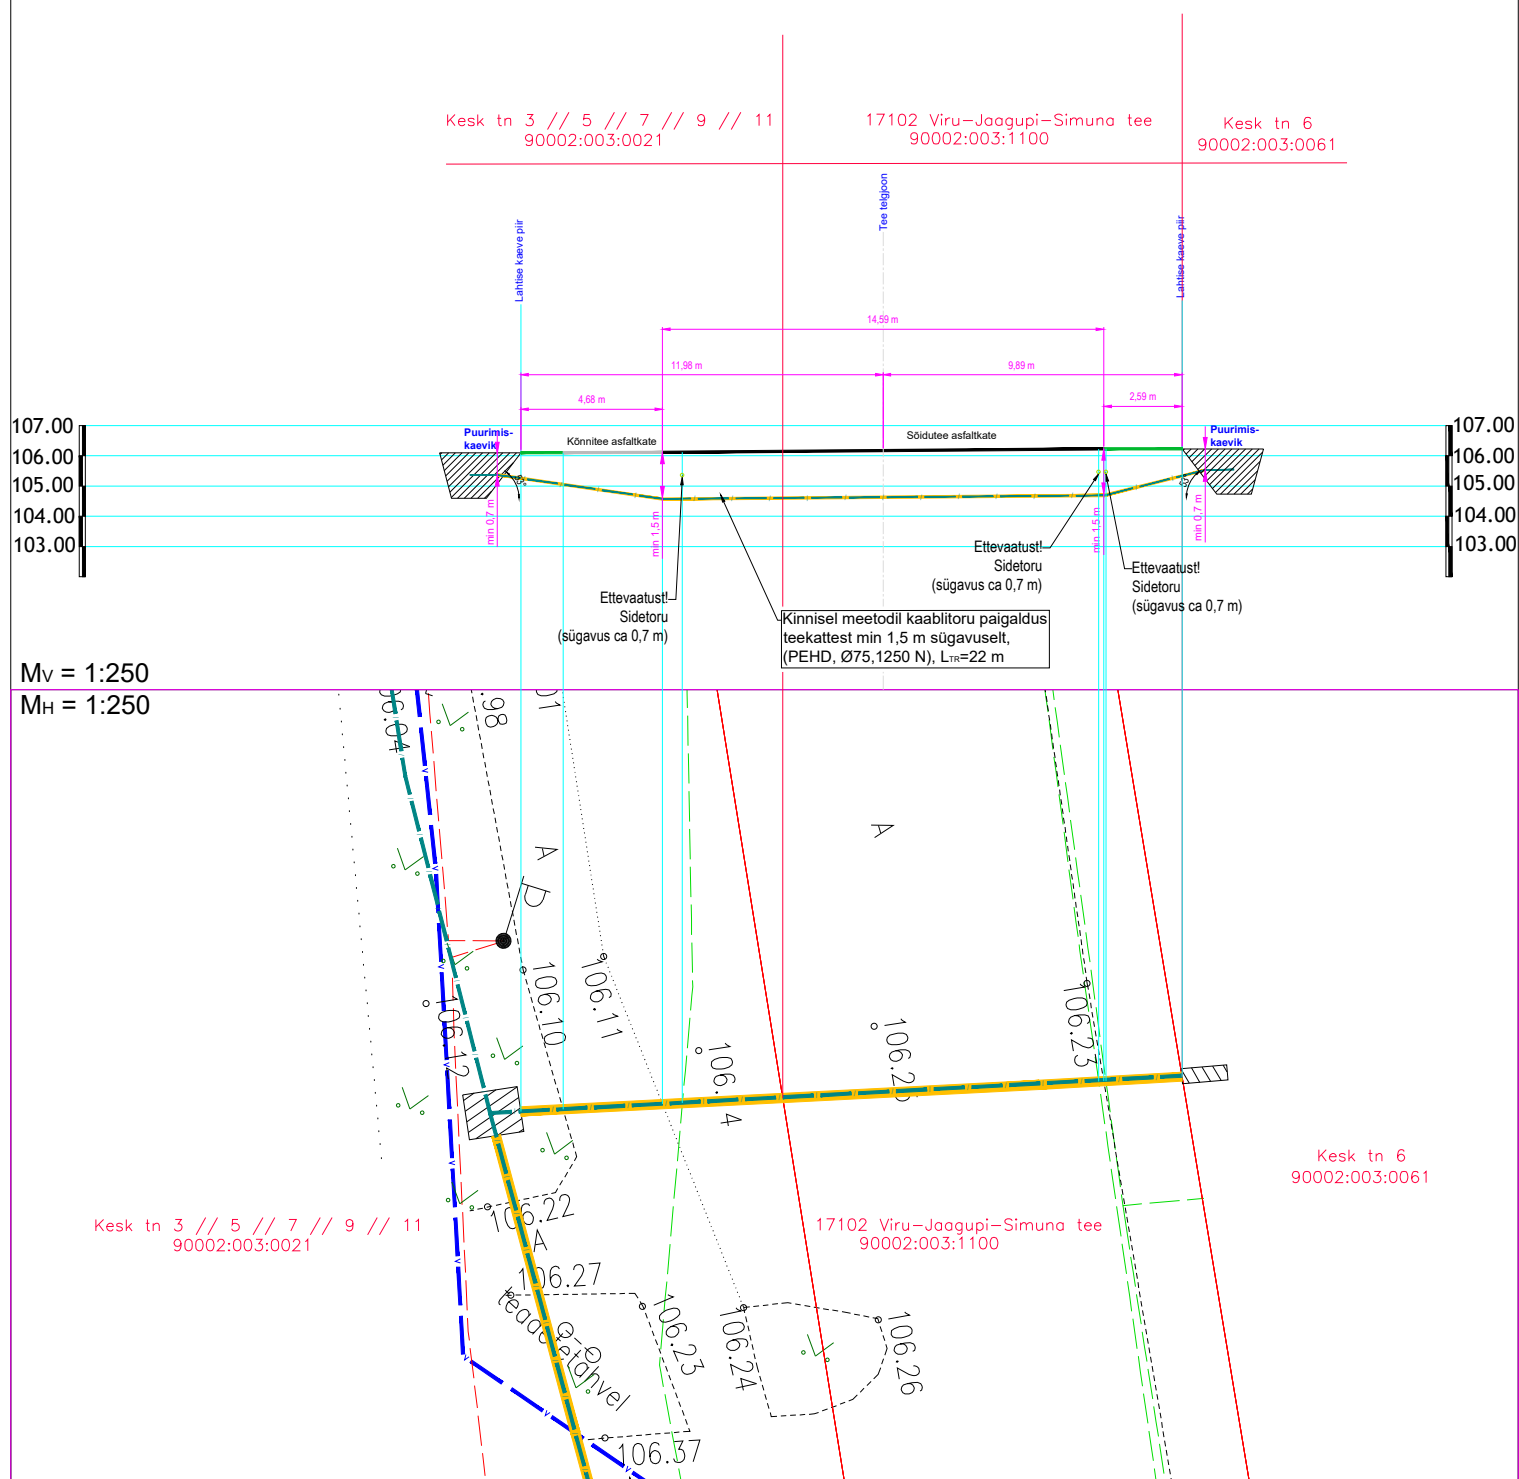 Kesk tn 3 // 5 // 7 // 9 // 11
90002:003:0021
17102 Viru-Jaagupi-Simuna tee
90002:003:1100
Kesk tn 6
90002:003:0061
Lahtise kaeve piir
Tee telgjoon
Lahtise kaeve piir
14,59 m
11,98 m
9,89 m
4,68 m
2,59 m
107.00
106.00
105.00
104.00
103.00
Puurimis-
kaevik
Kõnnitee asfaltkate
Sõidutee asfaltkate
Puurimis-
kaevik
107.00
106.00
105.00
104.00
103.00
min 0,7 m
min 1,5 m
min 1,5 m
min 0,7 m
Ettevaatust!
Sidetoru
(sügavus ca 0,7 m)
Ettevaatust!
Sidetoru
(sügavus ca 0,7 m)
Ettevaatust!
Sidetoru
(sügavus ca 0,7 m)
Kinnisel meetodil kaablitoru paigaldus
teekattest min 1,5 m sügavuselt,
(PEHD, Ø75,1250 N), LTR=22 m
Mv = 1:250
MH = 1:250
A
A
106.10
106.11
106.12
106.23
Kesk tn 6
90002:003:0061
Kesk tn 3 // 5 // 7 // 9 // 11
90002:003:0021
17102 Viru-Jaagupi-Simuna tee
90002:003:1100
106.22
A
106.27
teadetetahvel
106.23
106.24
106.26
106.37